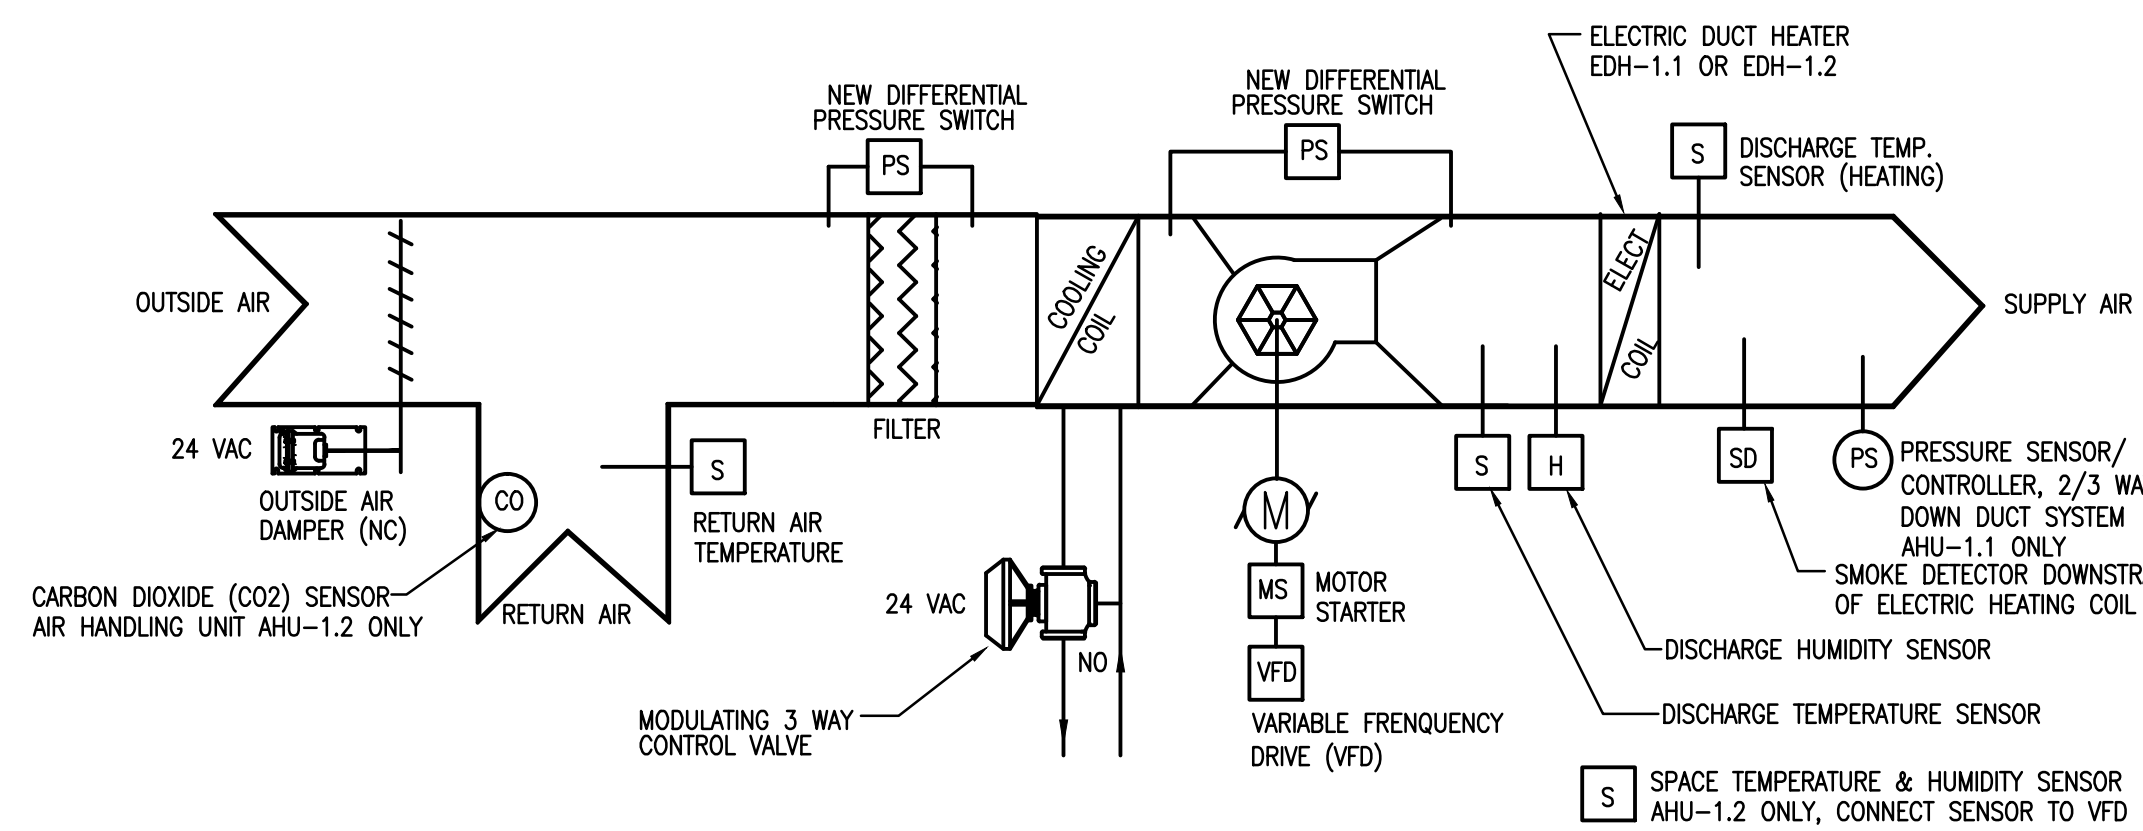 ELECTRIC DUCT HEATER
EDH-1.1 OR EDH-1.2
NEW DIFFERENTIAL
PRESSURE SWITCH
PS
NEW DIFFERENTIAL
PRESSURE SWITCH
PS
S
DISCHARGE TEMP.
SENSOR (HEATING)
OUTSIDE AIR
COOLING
COIL
ELECT
COIL
SUPPLY AIR
24 VAC
OUTSIDE AIR
DAMPER (NC)
CO
S
RETURN AIR
TEMPERATURE
FILTER
M
S
H
SD
PS
PRESSURE SENSOR/
CONTROLLER, 2/3 WA
DOWN DUCT SYSTEM
AHU-1.1 ONLY
SMOKE DETECTOR DOWNSTR
OF ELECTRIC HEATING COIL
CARBON DIOXIDE (CO2) SENSOR
AIR HANDLING UNIT AHU-1.2 ONLY
RETURN AIR
24 VAC
NO
MS
MOTOR
STARTER
VFD
VARIABLE FRENQUENCY
DRIVE (VFD)
DISCHARGE HUMIDITY SENSOR
DISCHARGE TEMPERATURE SENSOR
MODULATING 3 WAY
CONTROL VALVE
S
SPACE TEMPERATURE & HUMIDITY SENSOR
AHU-1.2 ONLY, CONNECT SENSOR TO VFD